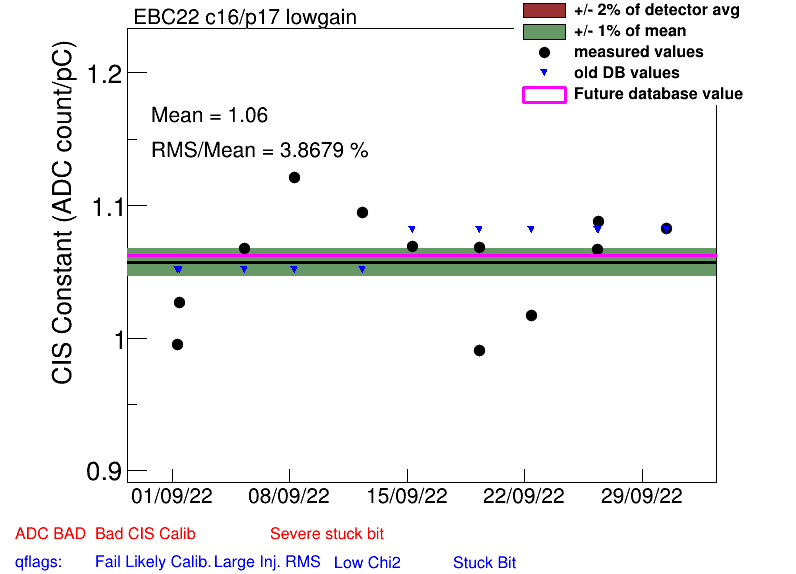 EBC22 c16/p17 lowgain
+/- 2% of detector avg
+/- 1% of mean
measured values
old DB values
Future database value
Mean = 1.06
RMS/Mean = 3.8679 %
CIS Constant (ADC count/pC)
1.2
1.1
1
0.9
01/09/22 08/09/22 15/09/22 22/09/22 29/09/22
ADC BAD Bad CIS Calib Severe stuck bit
qflags: Fail Likely Calib. Large Inj. RMS Low Chi2 Stuck Bit